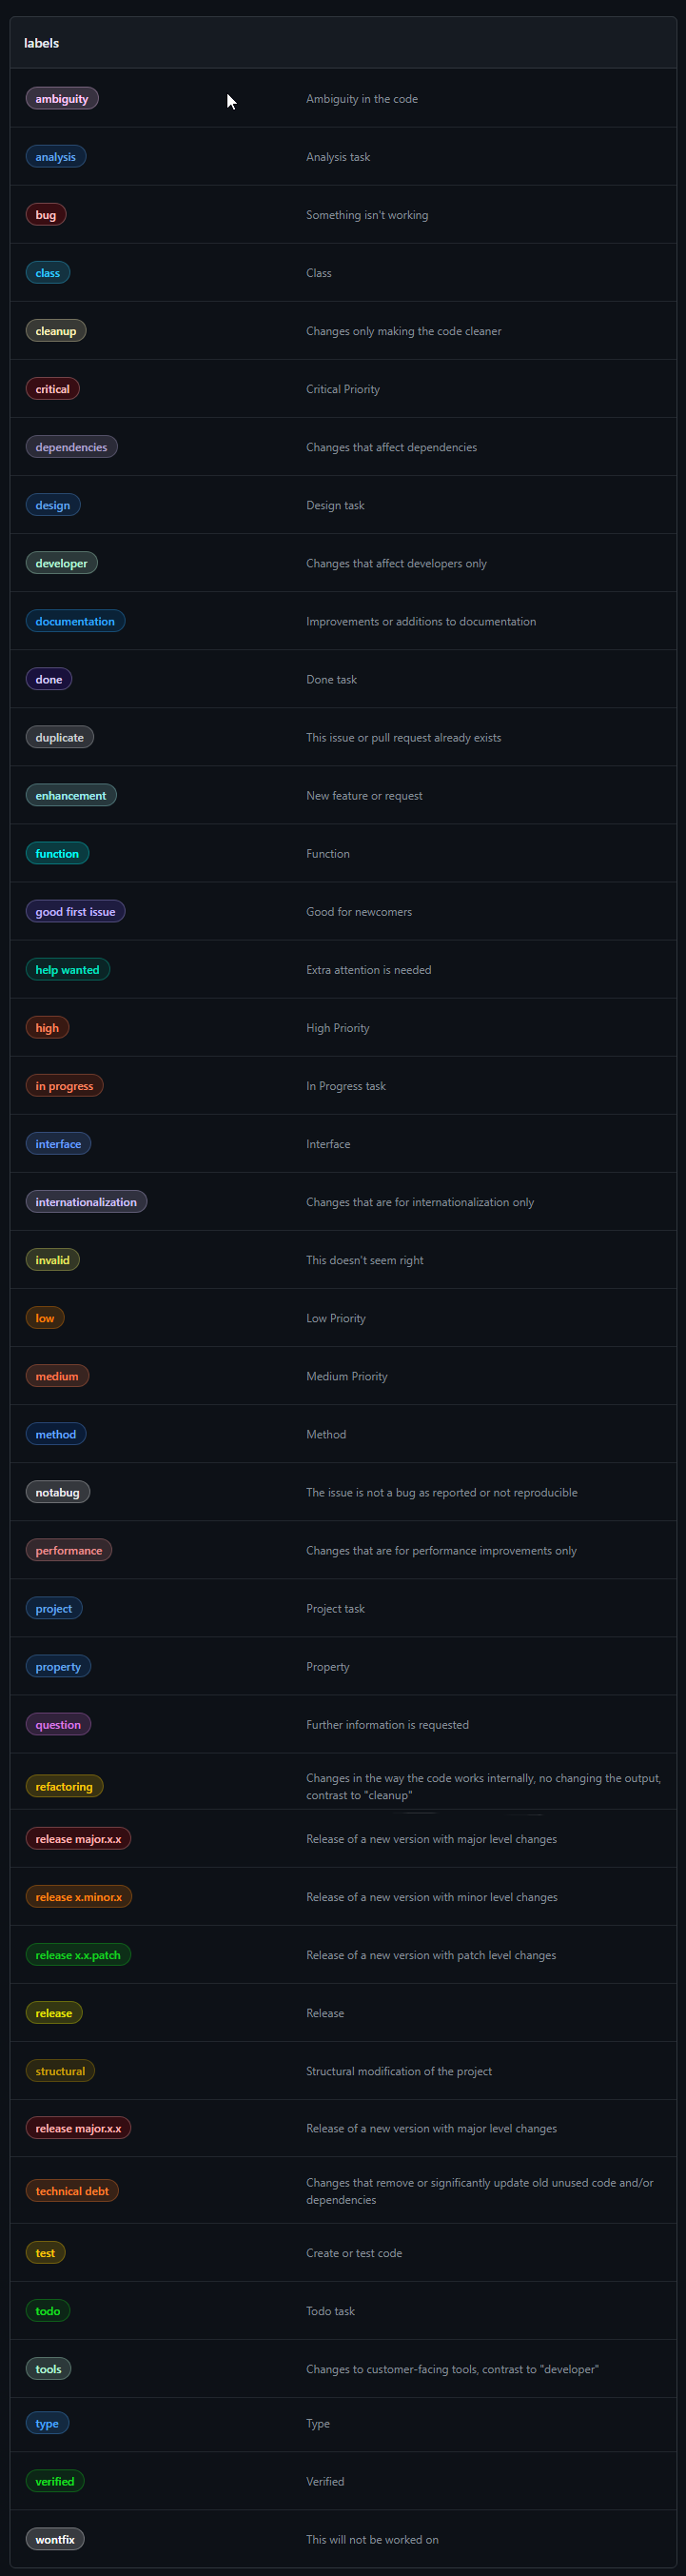 labels
ambiguity Ambiguity in the code
analysis Analysis task
bug Something isn't working
class Class
cleanup Changes only making the code cleaner
critical Critical Priority
dependencies Changes that affect dependencies
design Design task
developer Changes that affect developers only
documentation Improvements or additions to documentation
done Done task
duplicate This issue or pull request already exists
enhancement New feature or request
function Function
good first issue Good for newcomers
help wanted Extra attention is needed
high High Priority
in progress In Progress task
interface Interface
internationalization Changes that are for internationalization only
invalid This doesn't seem right
low Low Priority
medium Medium Priority
method Method
notabug The issue is not a bug as reported or not reproducible
performance Changes that are for performance improvements only
project Project task
property Property
question Further information is requested
refactoring Changes in the way the code works internally, no changing the output,
contrast to "cleanup"
release major.x.x Release of a new version with major level changes
release x.minor.x Release of a new version with minor level changes
release x.x.patch Release of a new version with patch level changes
release Release
structural Structural modification of the project
release major.x.x Release of a new version with major level changes
technical debt Changes that remove or significantly update old unused code and/or
dependencies
test Create or test code
todo Todo task
tools Changes to customer-facing tools, contrast to "developer"
type Type
verified Verified
wontfix This will not be worked on